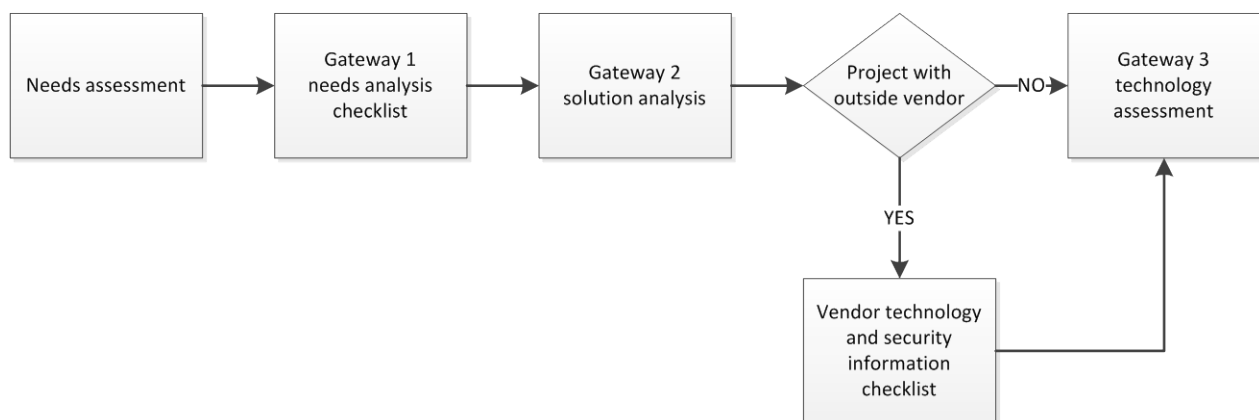 Needs assessment
Gateway 1
needs analysis
checklist
Gateway 2
solution analysis
Project with
outside vendor
NO
Gateway 3
technology
assessment
YES
Vendor technology
and security
information
checklist